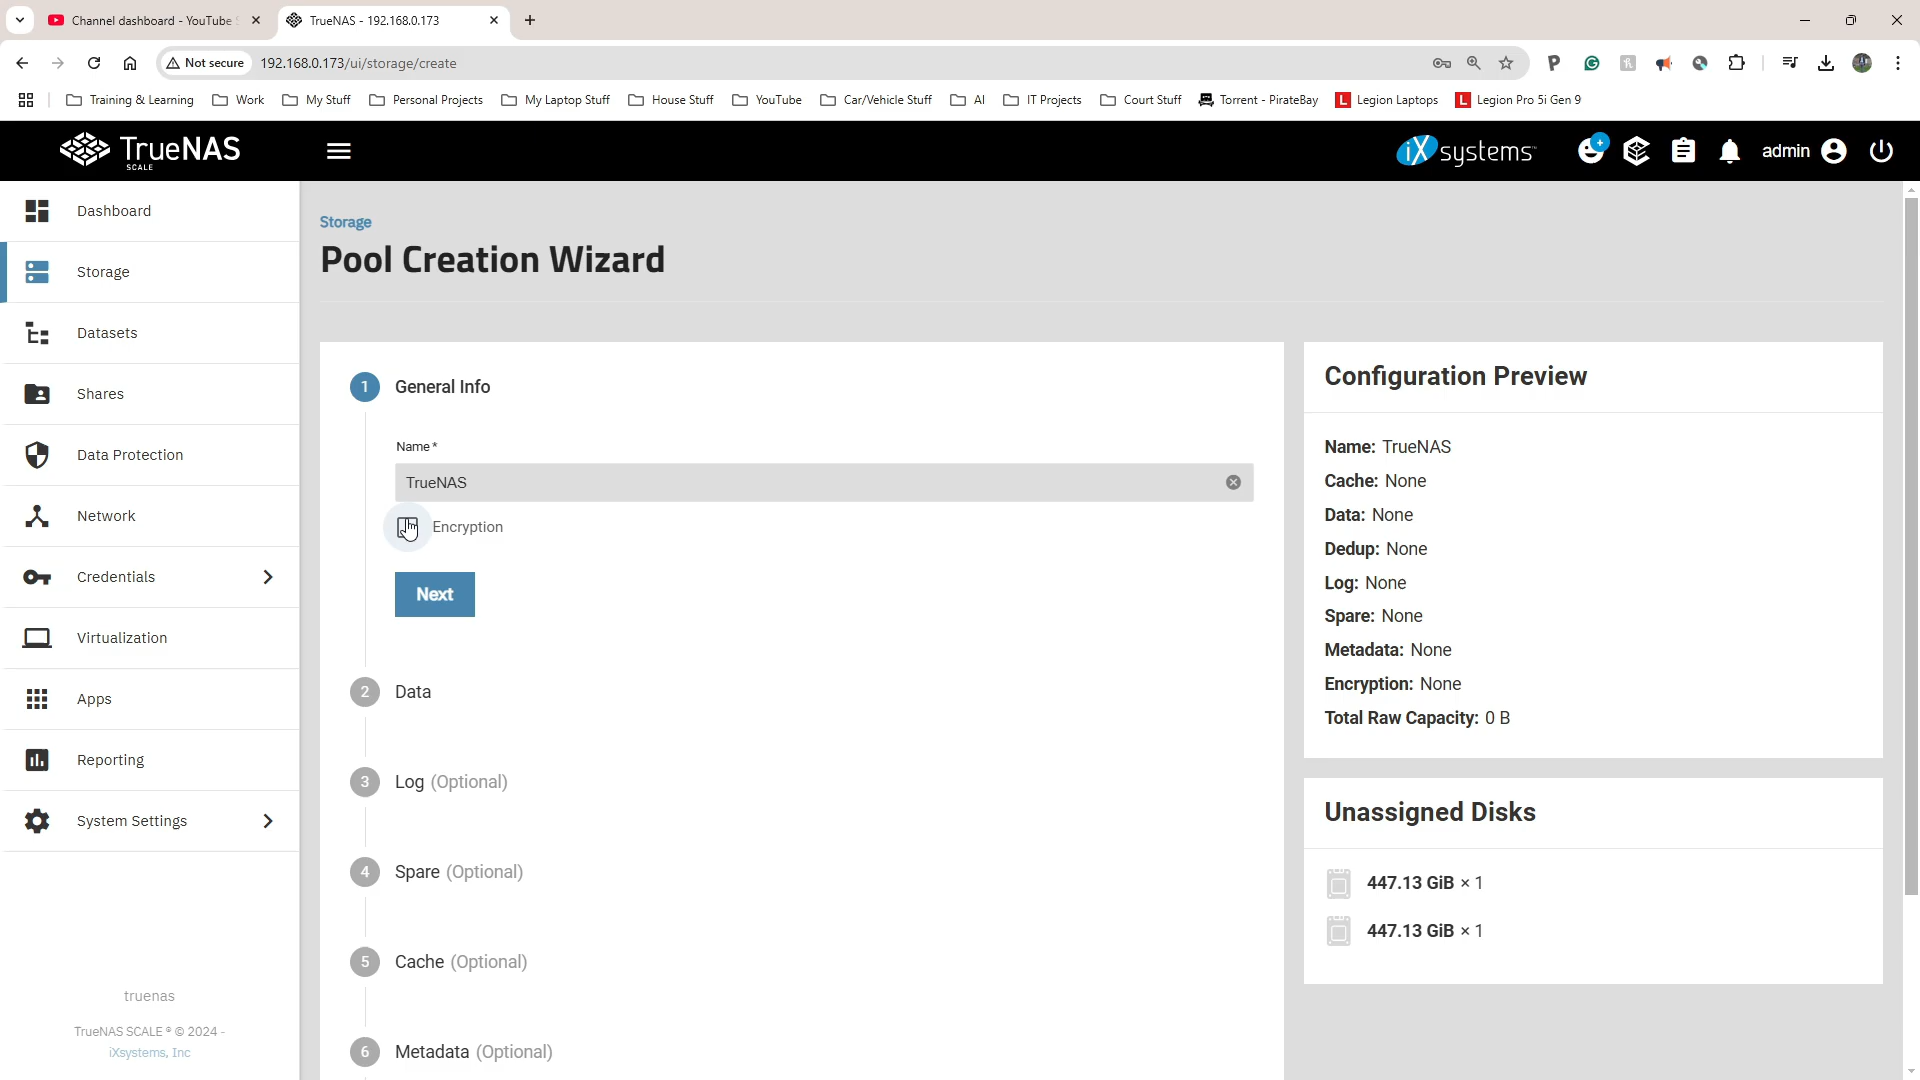 Channel dashboard - YouTube S
TrueNAS - 192.168.0.173
Not secure
192.168.0.173/ui/storage/create
Training & Learning
Work
My Stuff
Personal Projects
My Laptop Stuff
House Stuff
YouTube
Car/Vehicle Stuff
AI
IT Projects
Court Stuff
Torrent - PirateBay
L Legion Laptops
L Legion Pro 5i Gen 9
TrueNAS
SCALE
iXsystems
admin
Dashboard
Storage
Datasets
Shares
Data Protection
Network
Credentials
Virtualization
Apps
Reporting
System Settings
truenas
TrueNAS SCALE ® © 2024 -
iXsystems, Inc
Storage
Pool Creation Wizard
1 General Info
Name *
TrueNAS
Encryption
Next
2 Data
3 Log (Optional)
4 Spare (Optional)
5 Cache (Optional)
6 Metadata (Optional)
Configuration Preview
Name: TrueNAS
Cache: None
Data: None
Dedup: None
Log: None
Spare: None
Metadata: None
Encryption: None
Total Raw Capacity: 0 B
Unassigned Disks
447.13 GiB × 1
447.13 GiB × 1